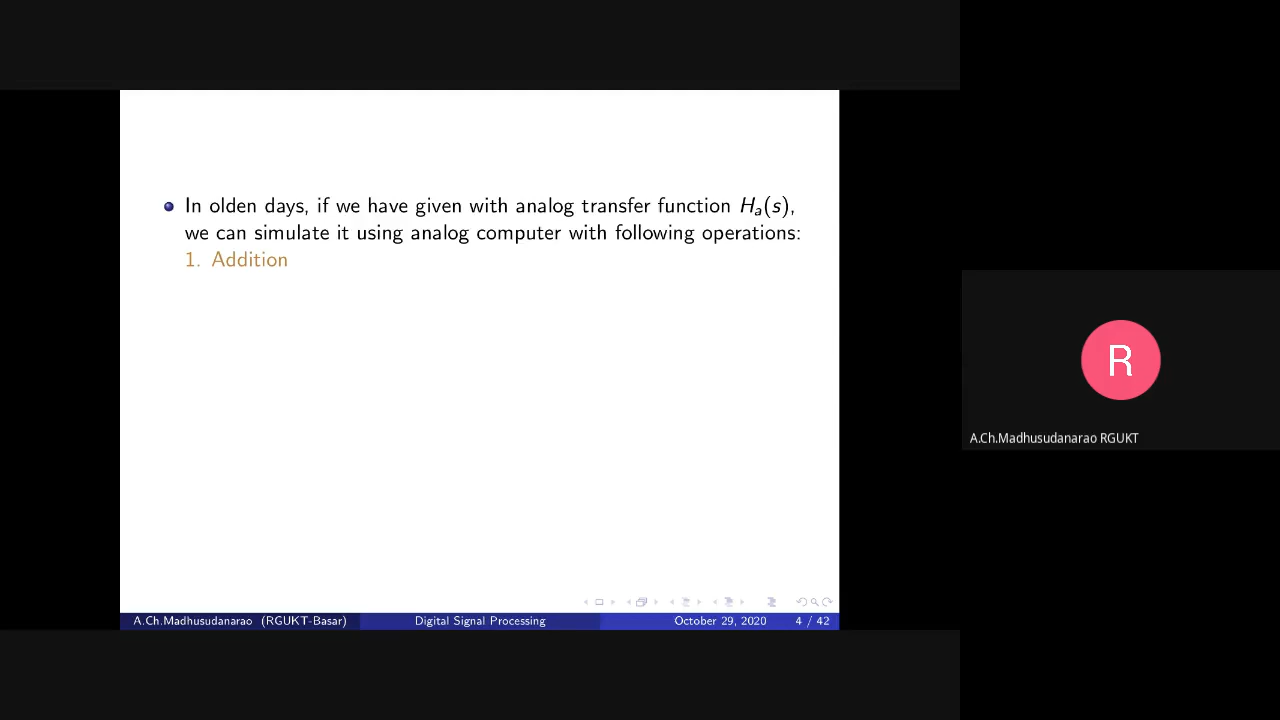 In olden days, if we have given with analog transfer function Ha(s),
we can simulate it using analog computer with following operations:
1. Addition
R
A.Ch.Madhusudanarao RGUKT
A.Ch.Madhusudanarao (RGUKT-Basar) Digital Signal Processing October 29, 2020 4 / 42